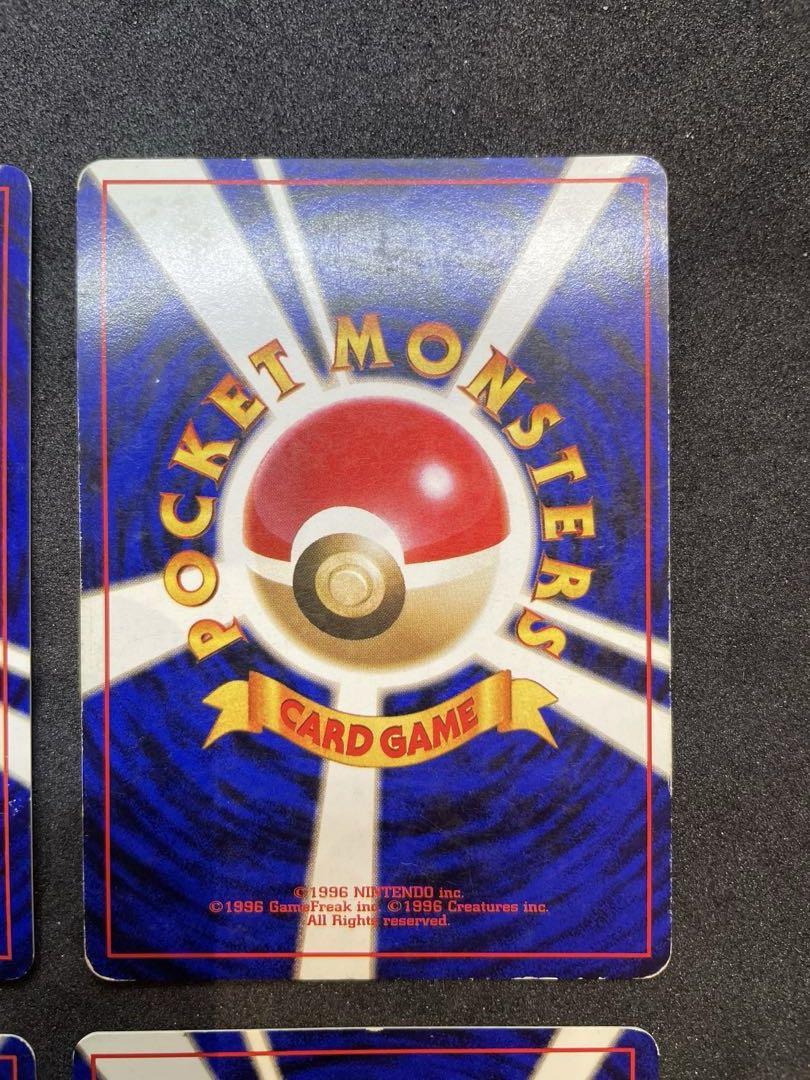 POCKET MONSTERS
CARD GAME
©1996 NINTENDO inc.
©1996 GameFreak inc. ©1996 Creatures inc.
All Rights reserved.